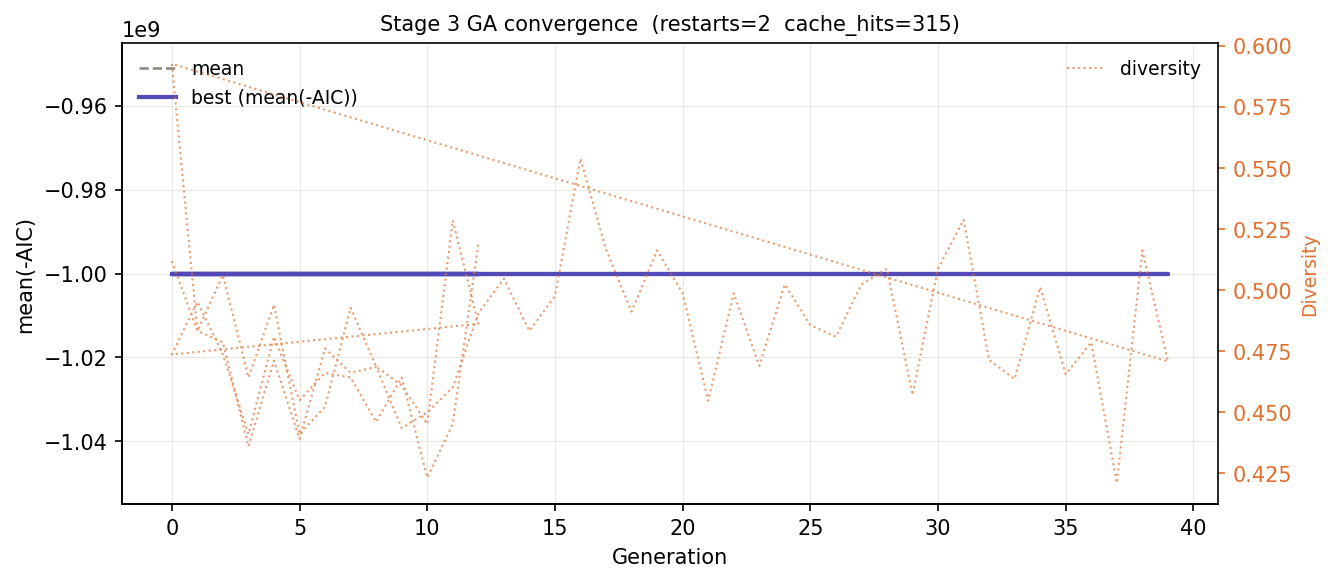 Stage 3 GA convergence (restarts=2 cache_hits=315)
1e9
mean
best (mean(-AIC))
diversity
mean(-AIC)
−0.96
−0.98
−1.00
−1.02
−1.04
0.600
0.575
0.550
0.525
0.500
0.475
0.450
0.425
Diversity
0 5 10 15 20 25 30 35 40
Generation